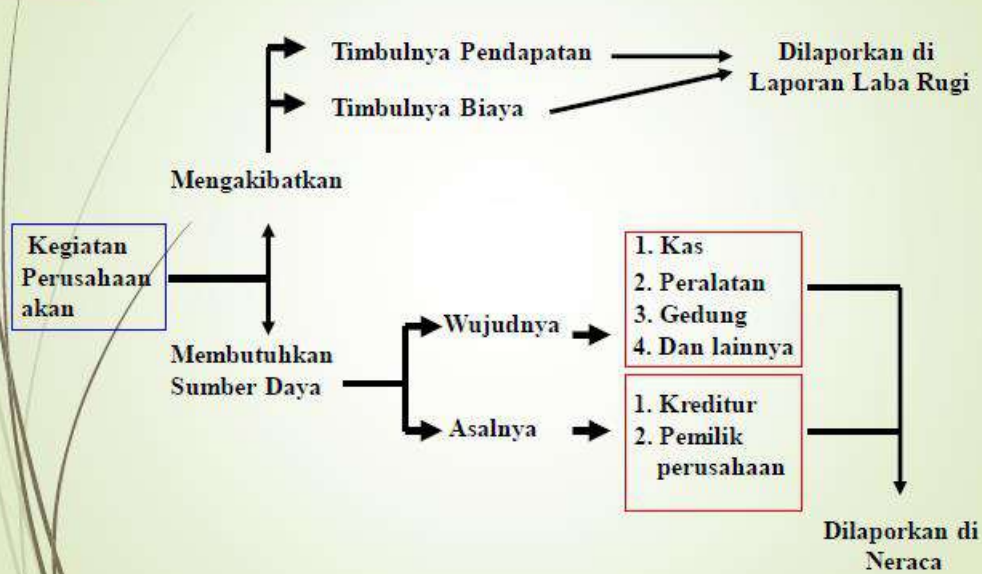 Timbulnya Pendapatan
Dilaporkan di
Laporan Laba Rugi
Timbulnya Biaya
Mengakibatkan
Kegiatan
Perusahaan
akan
Membutuhkan
Sumber Daya
Wujudnya
1. Kas
2. Peralatan
3. Gedung
4. Dan lainnya
Asalnya
1. Kreditur
2. Pemilik
perusahaan
Dilaporkan di
Neraca